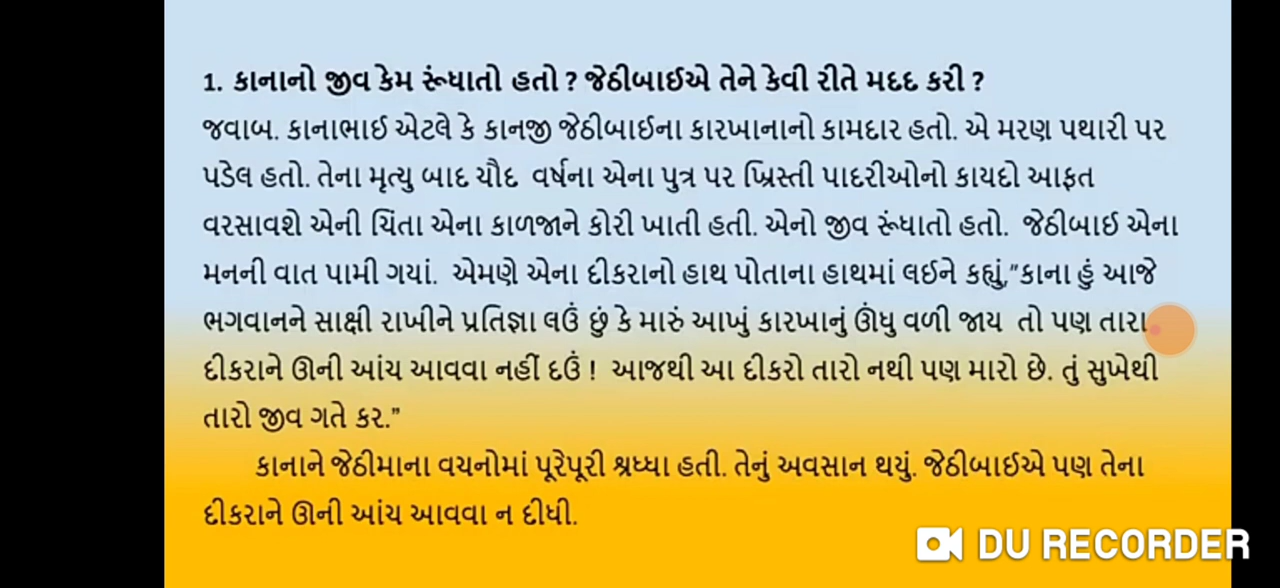 1. કાનાનો જીવ કેમ રૂંધાતો હતો ? જેઠીબાઈએ તેને કેવી રીતે મદદ કરી ?
જવાબ. કાનાભાઈ એટલે કે કાનજી જેઠીબાઈના કારખાનાનો કામદાર હતો. એ મરણ પથારી પર
પડેલ હતો. તેના મૃત્યુ બાદ ચૌદ વર્ષના એના પુત્ર પર ખ્રિસ્તી પાદરીઓનો કાયદો આફત
વરસાવશે એની ચિંતા એના કાળજાને કોરી ખાતી હતી. એનો જીવ રૂંધાતો હતો. જેઠીબાઈ એના
મનની વાત પામી ગયાં. એમણે એના દીકરાનો હાથ પોતાના હાથમાં લઈને કહ્યું,"કાના હું આજે
ભગવાનને સાક્ષી રાખીને પ્રતિજ્ઞા લઉં છું કે મારું આખું કારખાનું ઊંધુ વળી જાય તો પણ તારા
દીકરાને ઊની આંચ આવવા નહીં દઉં ! આજથી આ દીકરો તારો નથી પણ મારો છે. તું સુખેથી
તારો જીવ ગતે કર."
કાનાને જેઠીમાના વચનોમાં પૂરેપૂરી શ્રધ્ધા હતી. તેનું અવસાન થયું. જેઠીબાઈએ પણ તેના
દીકરાને ઊની આંચ આવવા ન દીધી.
DU RECORDER